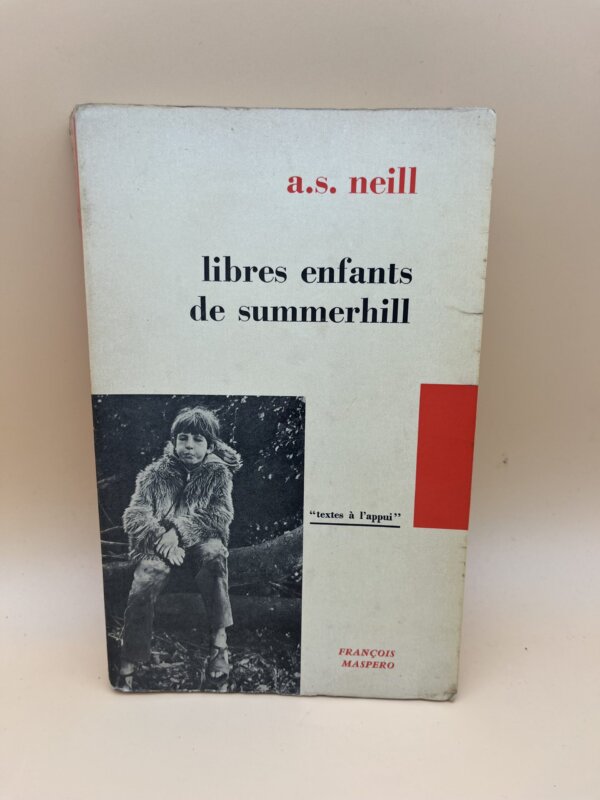 a.s. neill
libres enfants
de summerhill
“textes à l'appui”
FRANÇOIS
MASPERO